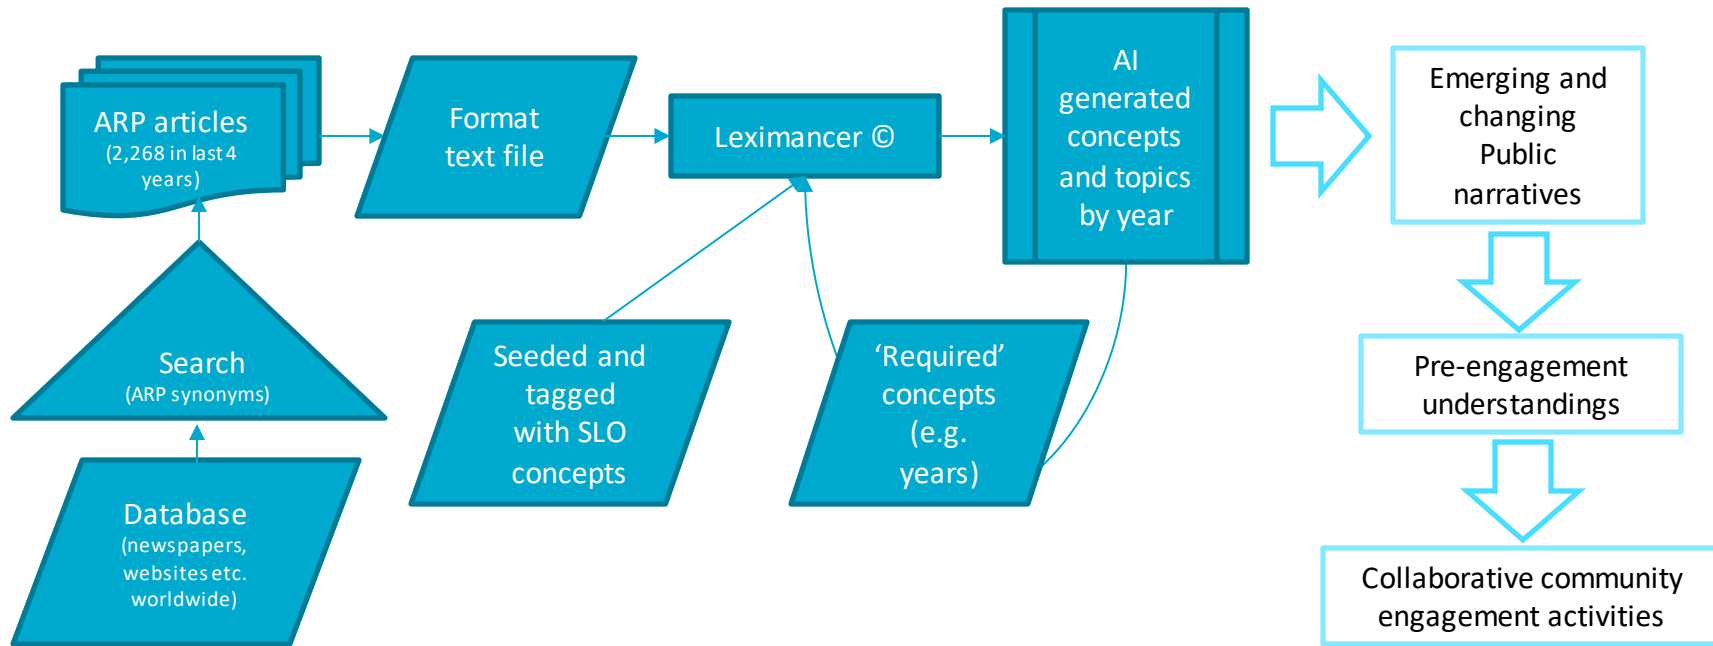 ARP articles
(2,268 in last 4
years)
Format
text file
Leximancer ©
AI
generated
concepts
and topics
by year
Emerging and
changing
Public
narratives
Search
(ARP synonyms)
Seeded and
tagged
with SLO
concepts
‘Required’
concepts
(e.g.
years)
Pre-engagement
understandings
Database
(newspapers,
websites etc.
worldwide)
Collaborative community
engagement activities